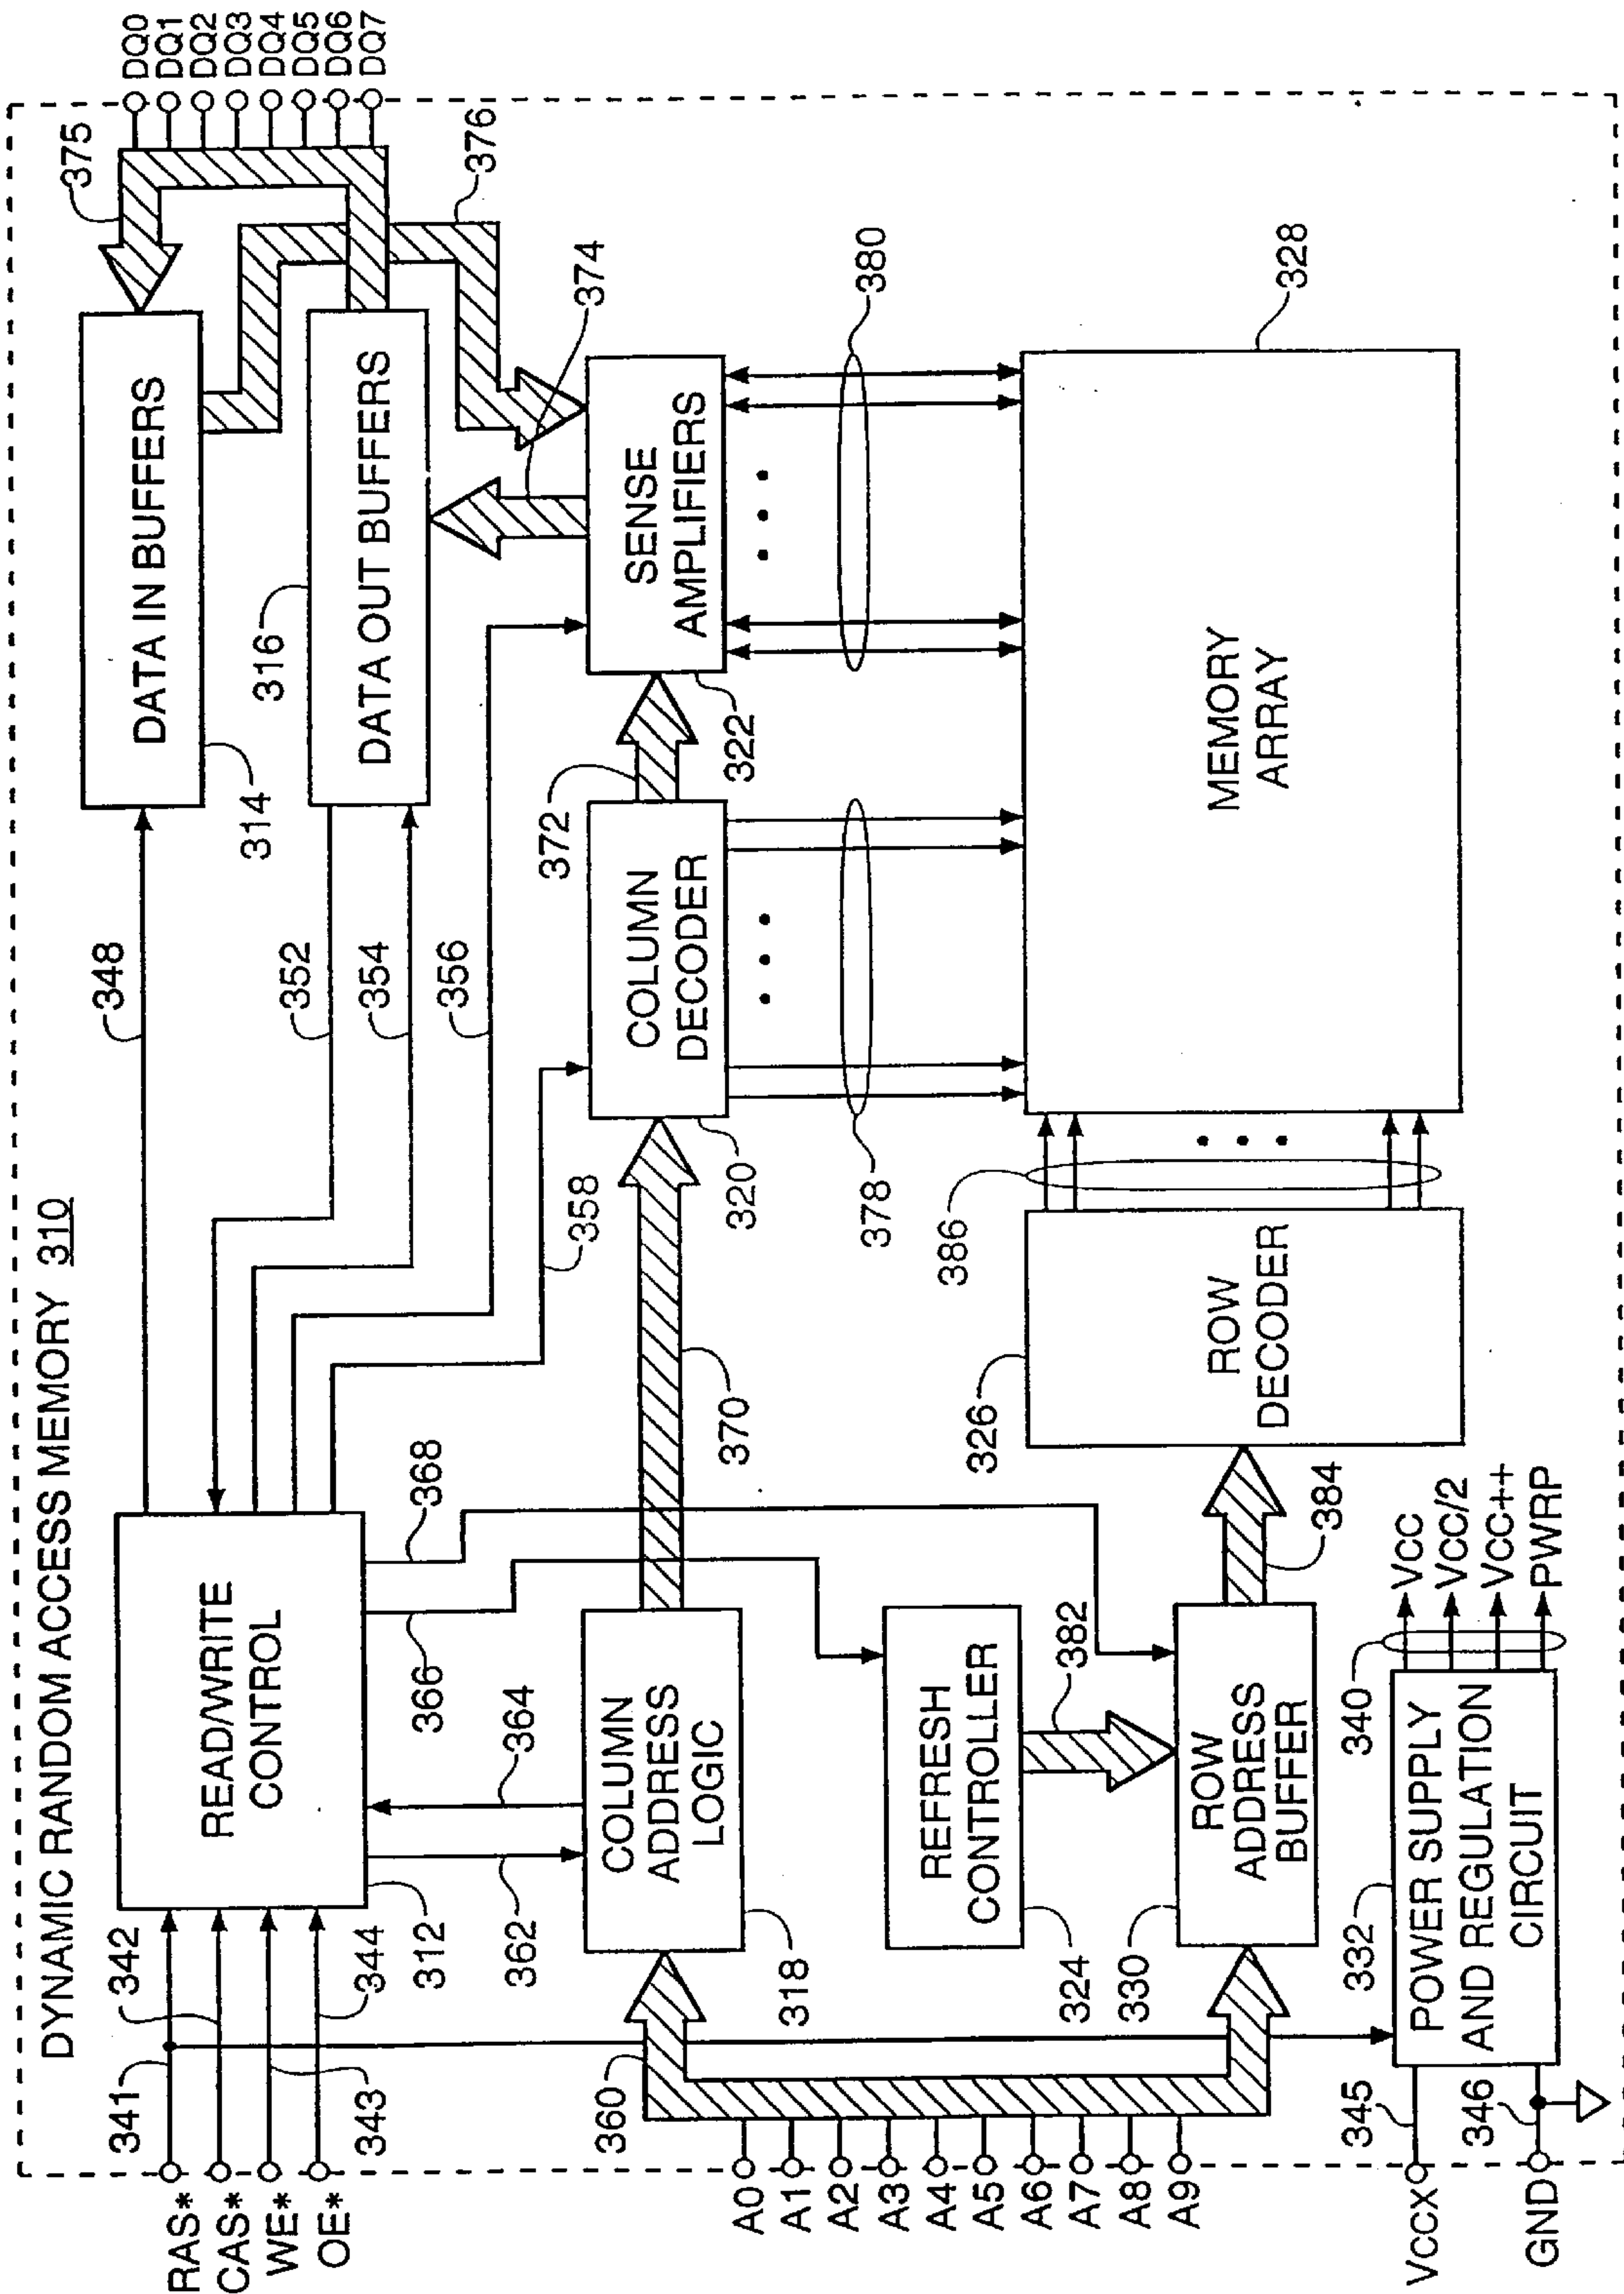 DYNAMIC RANDOM ACCESS MEMORY 310
RAS*
CAS*
WE*
OE*
341
342
343
344
312
READ/WRITE
CONTROL
348
352
354
356
358
314
DATA IN BUFFERS
316
DATA OUT BUFFERS
375
376
374
DQ0
DQ1
DQ2
DQ3
DQ4
DQ5
DQ6
DQ7
362
364
366
368
360
318
COLUMN
ADDRESS
LOGIC
370
320
COLUMN
DECODER
372
322
SENSE
AMPLIFIERS
378
380
A0
A1
A2
A3
A4
A5
A6
A7
A8
A9
324
REFRESH
CONTROLLER
382
330
ROW
ADDRESS
BUFFER
384
326
ROW
DECODER
386
MEMORY
ARRAY
328
VCCX
GND
345
346
332
POWER SUPPLY
AND REGULATION
CIRCUIT
340
VCC
VCC/2
VCC++
PWRP